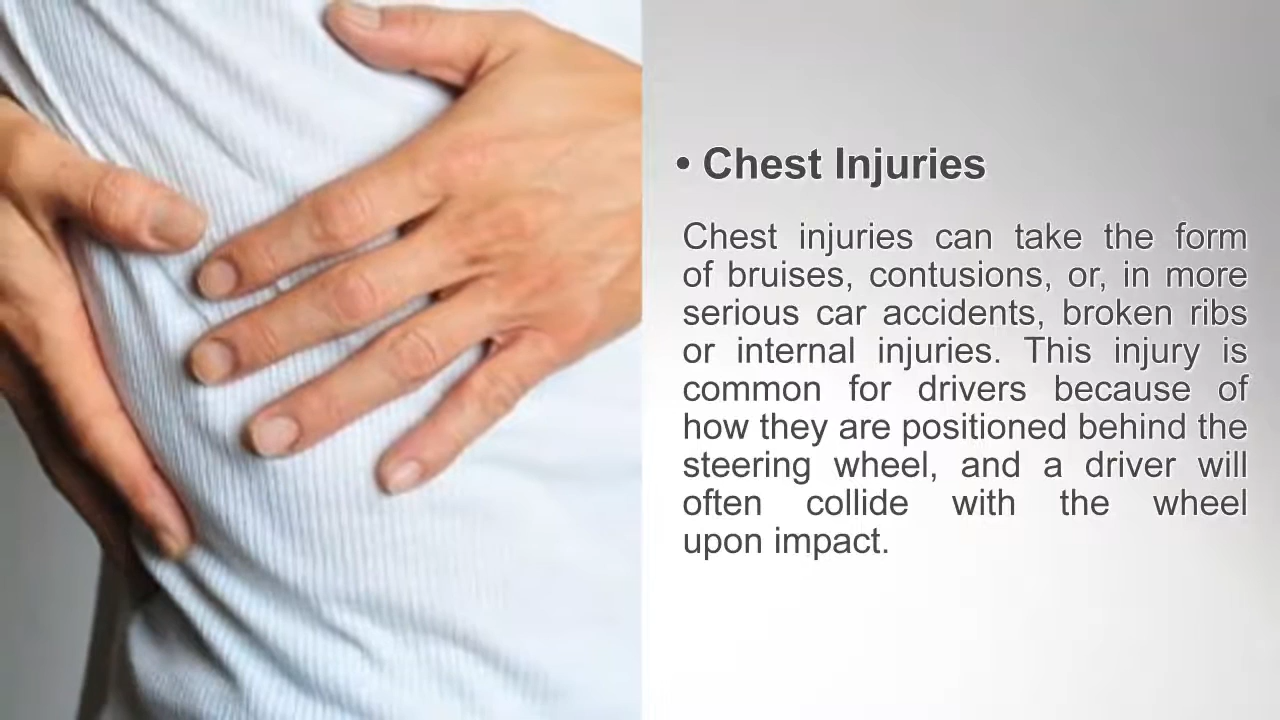 • Chest Injuries
Chest injuries can take the form
of bruises, contusions, or, in more
serious car accidents, broken ribs
or internal injuries. This injury is
common for drivers because of
how they are positioned behind the
steering wheel, and a driver will
often collide with the wheel
upon impact.